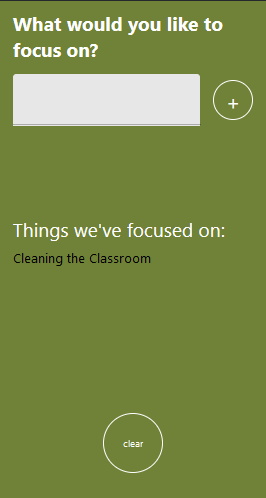 What would you like to
focus on?
+
Things we've focused on:
Cleaning the Classroom
clear